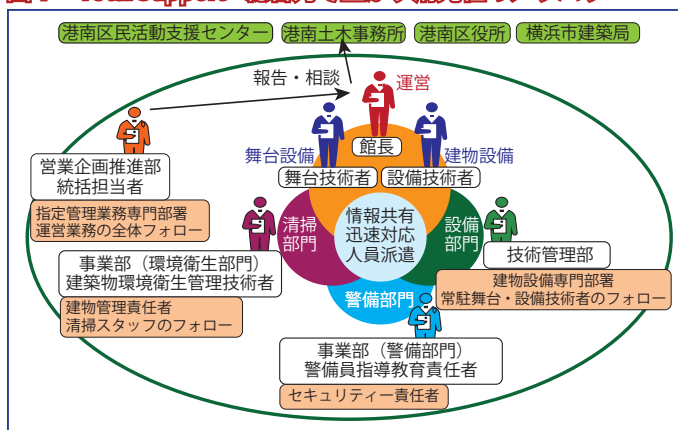 港南区民活動支援センター
港南土木事務所
港南区役所
横浜市建築局
報告・相談
運営
舞台設備
館長
建物設備
舞台技術者
設備技術者
営業企画推進部
統括担当者
指定管理業務専門部署
運営業務の全体フォロー
清掃
部門
情報共有
迅速対応
人員派遣
設備
部門
技術管理部
建物設備専門部署
常駐舞台・設備技術者のフォロー
事業部（環境衛生部門）
建築物環境衛生管理技術者
建物管理責任者
清掃スタッフのフォロー
警備部門
事業部（警備部門）
警備員指導教育責任者
セキュリティー責任者